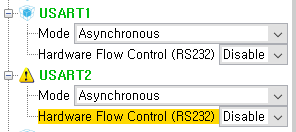 USART1
Mode Asynchronous
Hardware Flow Control (RS232) Disable
USART2
Mode Asynchronous
Hardware Flow Control (RS232) Disable